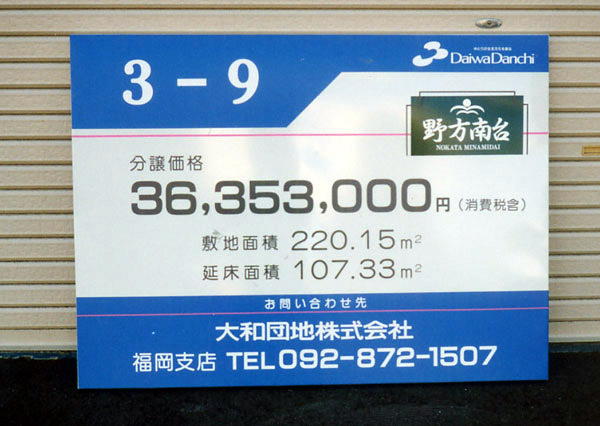 3-9
DaiwaDanchi
野方南台
NOKATA MINAMIDAI
分譲価格
36,353,000円(消費税含)
敷地面積 220.15m²
延床面積 107.33m²
お問い合わせ先
大和団地株式会社
福岡支店 TEL092-872-1507